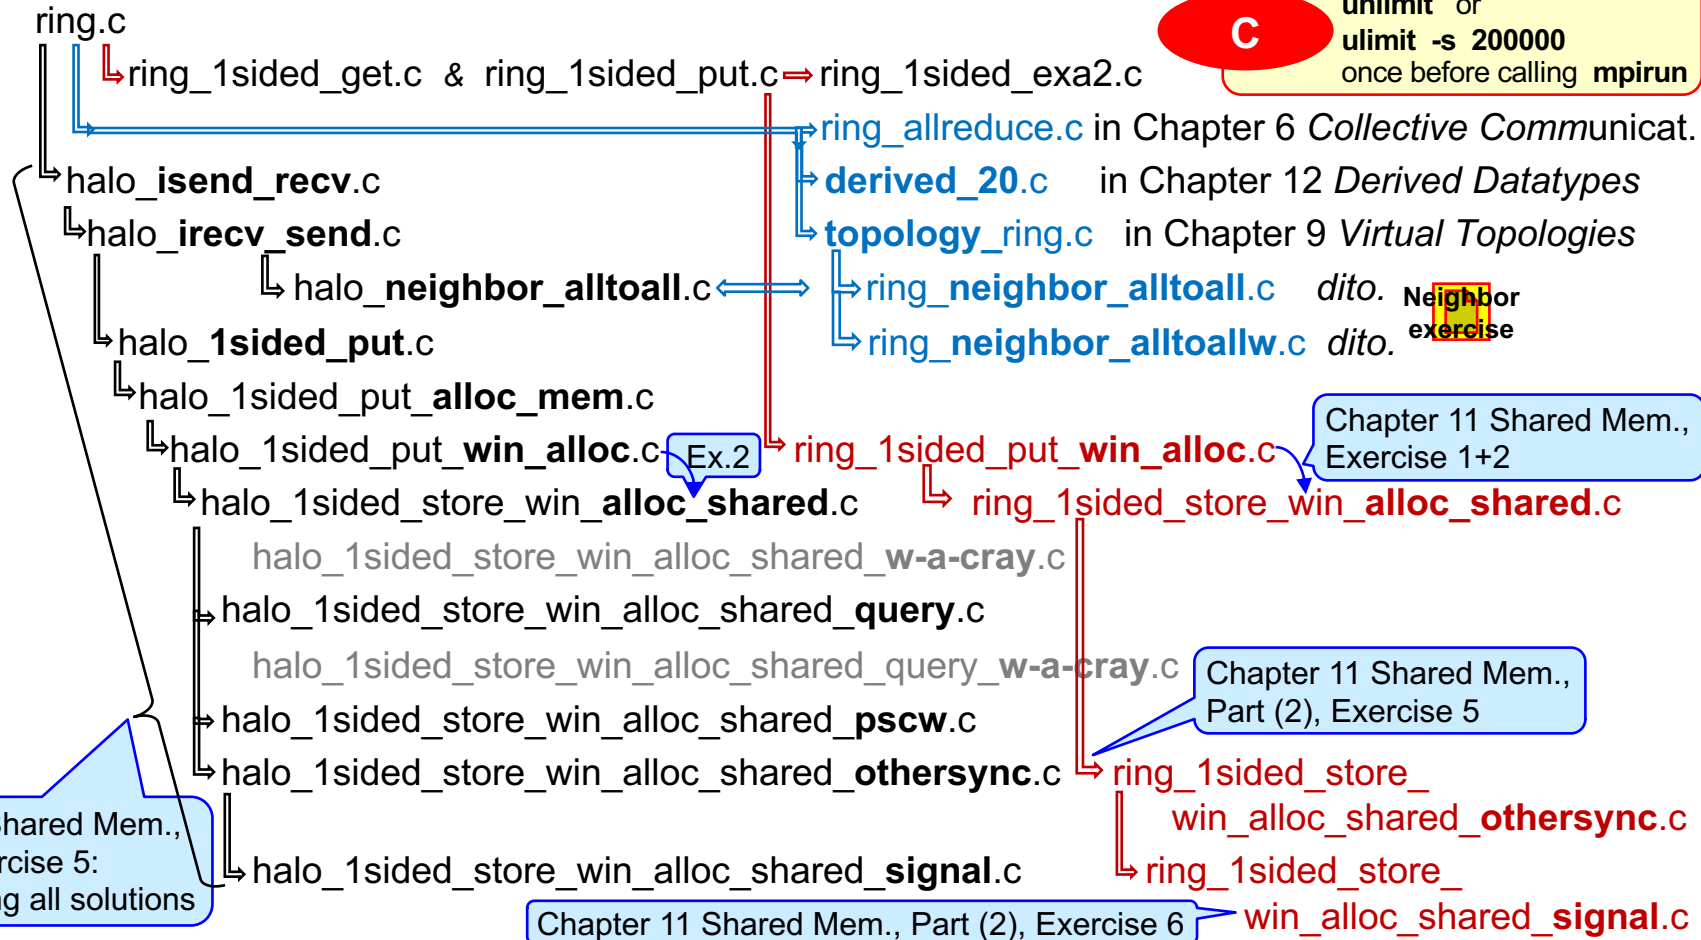 ring.c
C
unlimit or
ulimit -s 200000
once before calling mpirun
ring_1sided_get.c & ring_1sided_put.c ring_1sided_exa2.c
ring_allreduce.c in Chapter 6 Collective Communicat.
halo_isend_recv.c
derived_20.c in Chapter 12 Derived Datatypes
halo_irecv_send.c
topology_ring.c in Chapter 9 Virtual Topologies
halo_neighbor_alltoall.c
ring_neighbor_alltoall.c dito.
Neighbor
exercise
halo_1sided_put.c
ring_neighbor_alltoallw.c dito.
halo_1sided_put_alloc_mem.c
Chapter 11 Shared Mem.,
Exercise 1+2
halo_1sided_put_win_alloc.c
Ex.2
ring_1sided_put_win_alloc.c
halo_1sided_store_win_alloc_shared.c
ring_1sided_store_win_alloc_shared.c
halo_1sided_store_win_alloc_shared_w-a-cray.c
halo_1sided_store_win_alloc_shared_query.c
halo_1sided_store_win_alloc_shared_query_w-a-cray.c
Chapter 11 Shared Mem.,
Part (2), Exercise 5
halo_1sided_store_win_alloc_shared_pscw.c
halo_1sided_store_win_alloc_shared_othersync.c
ring_1sided_store_
win_alloc_shared_othersync.c
Shared Mem.,
rcise 5:
ng all solutions
halo_1sided_store_win_alloc_shared_signal.c
ring_1sided_store_
win_alloc_shared_signal.c
Chapter 11 Shared Mem., Part (2), Exercise 6